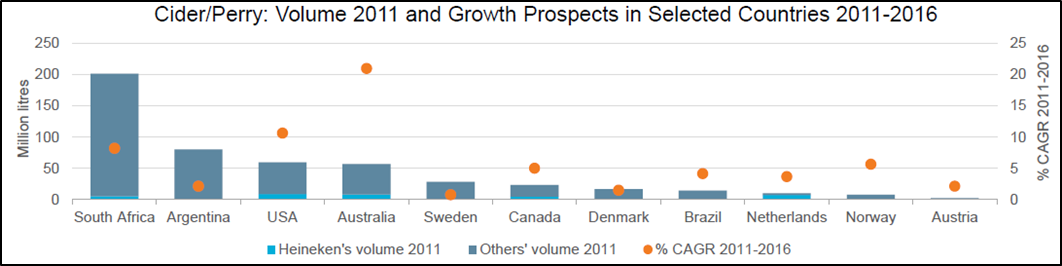 Cider/Perry: Volume 2011 and Growth Prospects in Selected Countries 2011-2016
250
200
150
100
50
0
Million litres
25
20
15
10
5
0
% CAGR 2011-2016
South Africa Argentina USA Australia Sweden Canada Denmark Brazil Netherlands Norway Austria
Heineken's volume 2011 Others' volume 2011 % CAGR 2011-2016